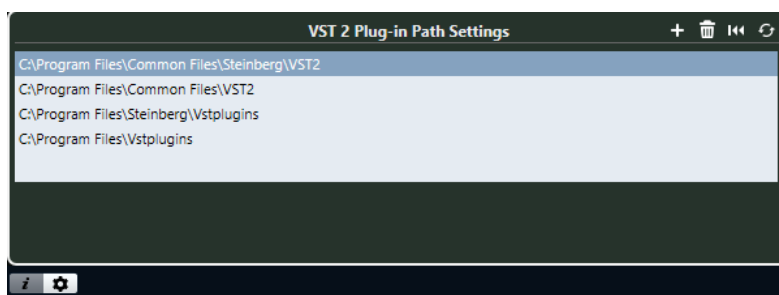 VST 2 Plug-in Path Settings
C:\Program Files\Common Files\Steinberg\VST2
C:\Program Files\Common Files\VST2
C:\Program Files\Steinberg\Vstplugins
C:\Program Files\Vstplugins
i